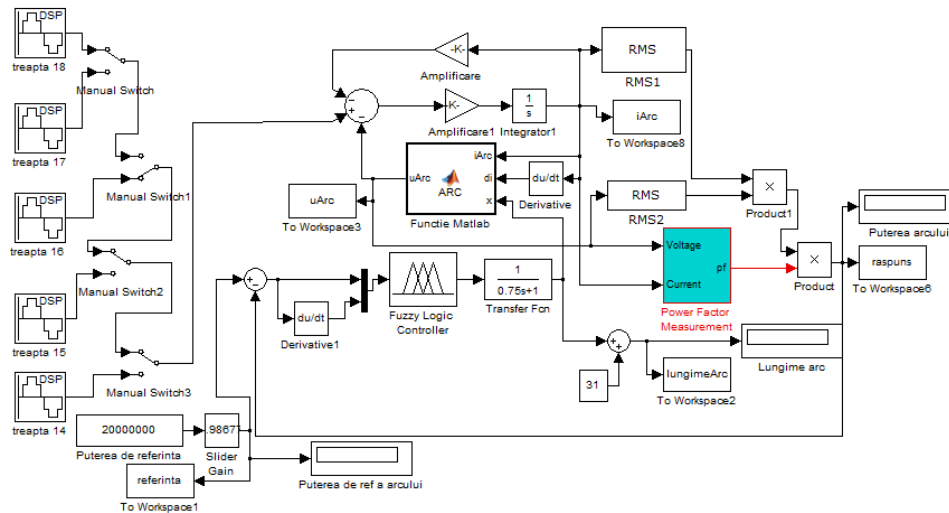 DSP
treapta 18
Manual Switch
DSP
treapta 17
Manual Switch1
DSP
treapta 16
Manual Switch2
DSP
treapta 15
Manual Switch3
DSP
treapta 14
-K-
Amplificare
RMS
RMS1
-K-
Amplificare1
1
s
Integrator1
iArc
To Workspace8
uArc
ARC
iArc
di
x
Functie Matlab
du/dt
Derivative
uArc
To Workspace3
RMS
RMS2
×
Product1
Voltage
Current
pf
Power Factor
Measurement
×
Product
Puterea arcului
raspuns
To Workspace6
du/dt
Derivative1
Fuzzy Logic
Controller
1
0.75s+1
Transfer Fcn
31
lungimeArc
To Workspace2
Lungime arc
20000000
Puterea de referinta
.98677
Slider
Gain
referinta
To Workspace1
Puterea de ref a arcului